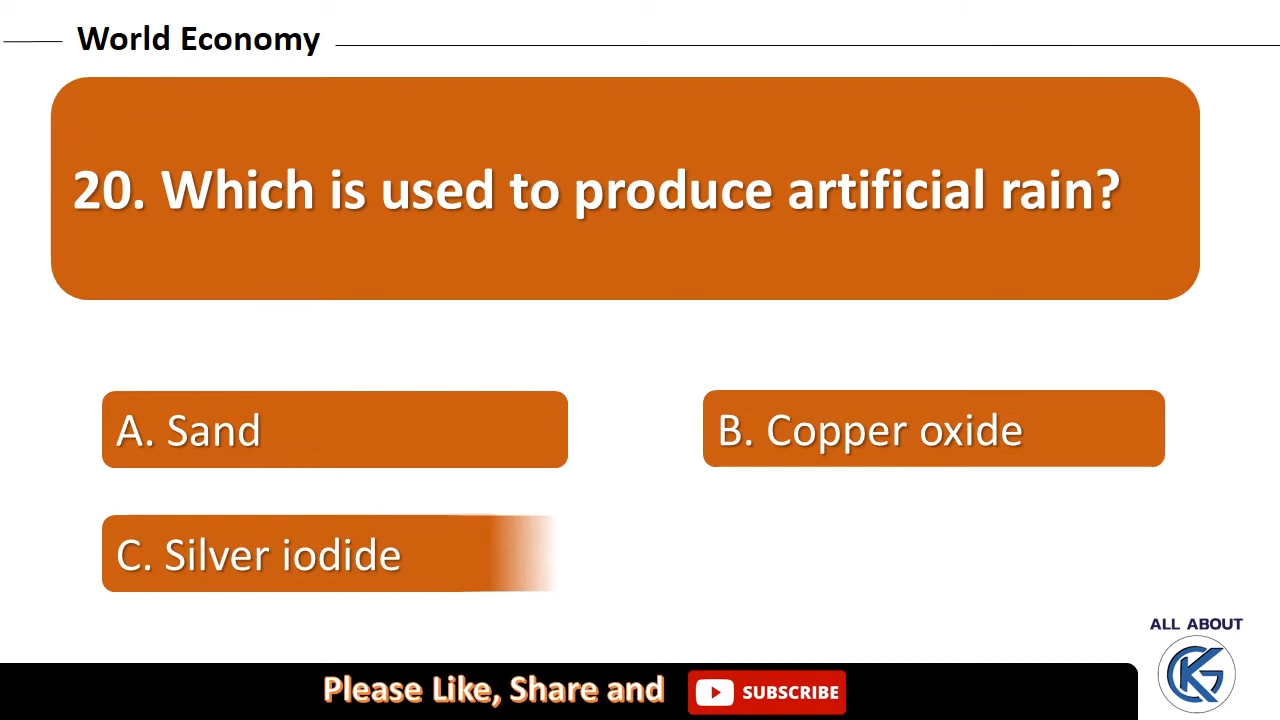 World Economy
20. Which is used to produce artificial rain?
A. Sand
B. Copper oxide
C. Silver iodide
ALL ABOUT
GK
Please Like, Share and
SUBSCRIBE